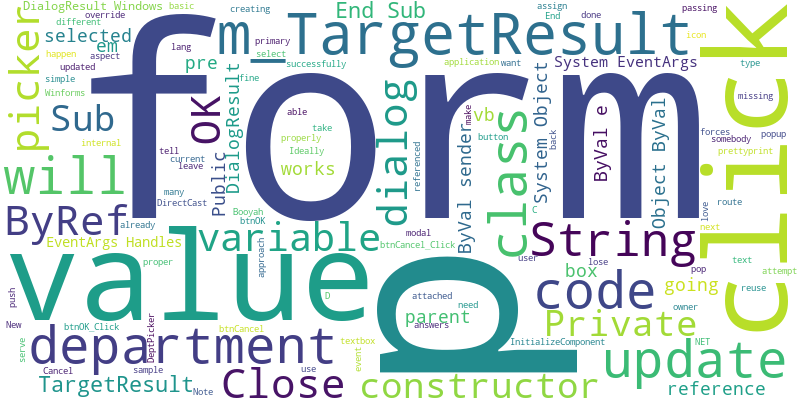 DialogResult Windows
basic
override
creating
End Sub
assign
passing
different
End
done
icon
picker
selected
em
form
m_TargetResult
click
happen
aspect
lang
primary
select
successfully
application
want
System EventArgs
type
updated
pre
fine
simple
Winforms
Sub
OK
DialogResult
able
take
dialog
vb
class
make
button
System Object
ByVal e
Object ByVal
missing
forces
somebody
popup
properly
Ideally
works
referenced
back
internal
tell
current
leave
Public
many
DirectCast
ByVal sender
prettyprint
will
ByRef
already
Booyah
btnOK
C
love
route
next
EventArgs Handles
variable
modal
btnCancel_Click
String
user
lose
pop
text
attempt
approach
proper
value
g
box
code
going
reuse
push
D
attached
need
parent
owner
New
btnOK_Click
DeptPicker
btnCancel
answers
Private
serve
department
textbox
event
InitializeComponent
NET
update
Cancel
sample
TargetResult
Note
Close
use
constructor
reference